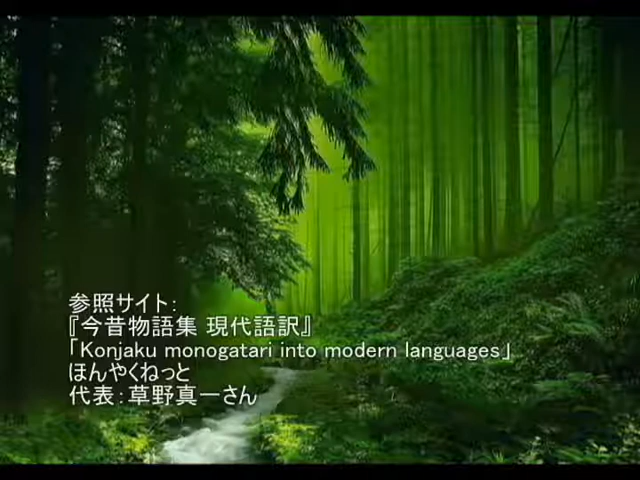 参照サイト：
『今昔物語集 現代語訳』
「Konjaku monogatari into modern languages」
ほんやくねっと
代表：草野真一さん